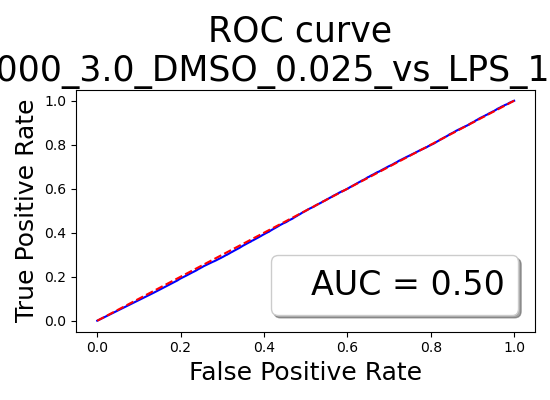 ROC curve
000_3.0_DMSO_0.025_vs_LPS_1
True Positive Rate
1.0
0.8
0.6
0.4
0.2
0.0
AUC = 0.50
0.0 0.2 0.4 0.6 0.8 1.0
False Positive Rate